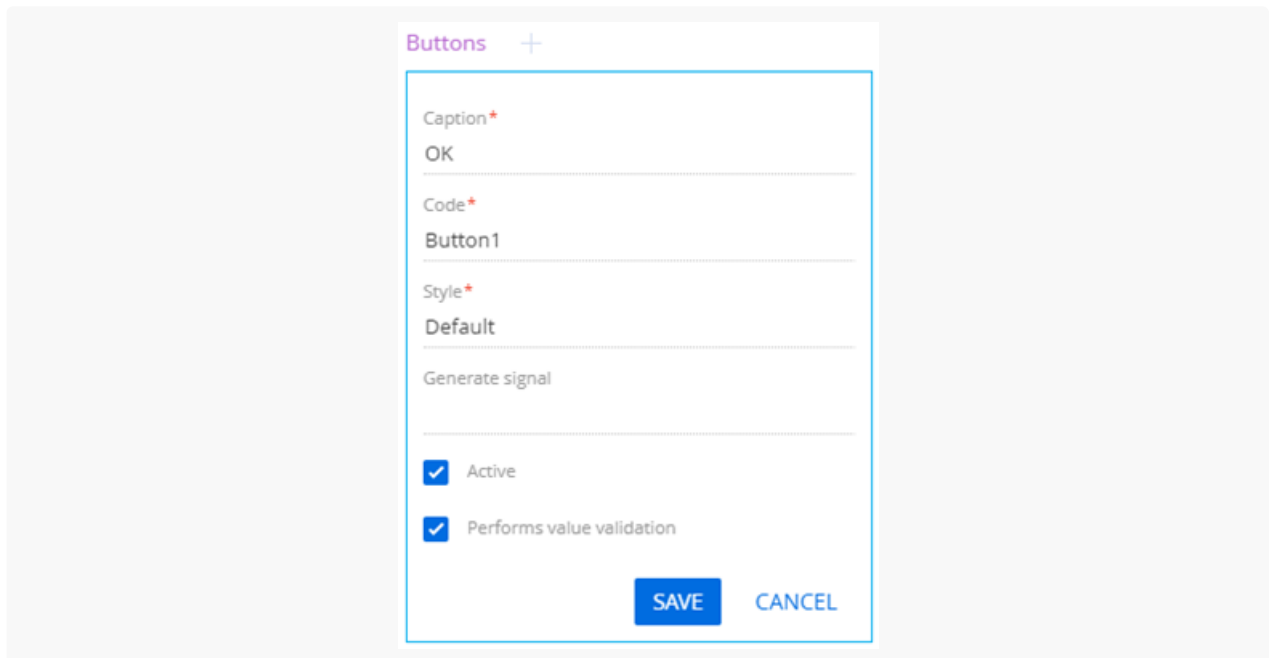 Buttons
Caption*
OK
Code*
Button1
Style*
Default
Generate signal
Active
Performs value validation
SAVE CANCEL